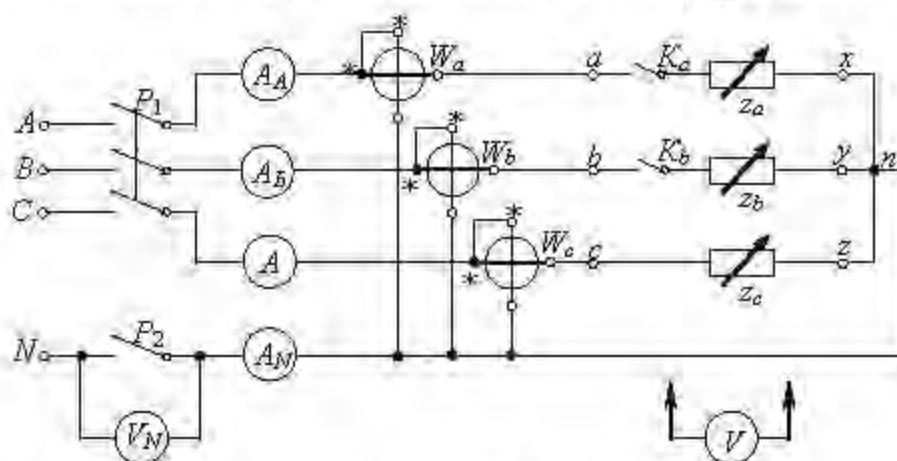 * W_a a K_a x
A P_1 A_A * z_a
B A_Б * W_b b K_b y n
* z_b
C A * W_c c z
* z_c
N P_2 A_N
V_N V